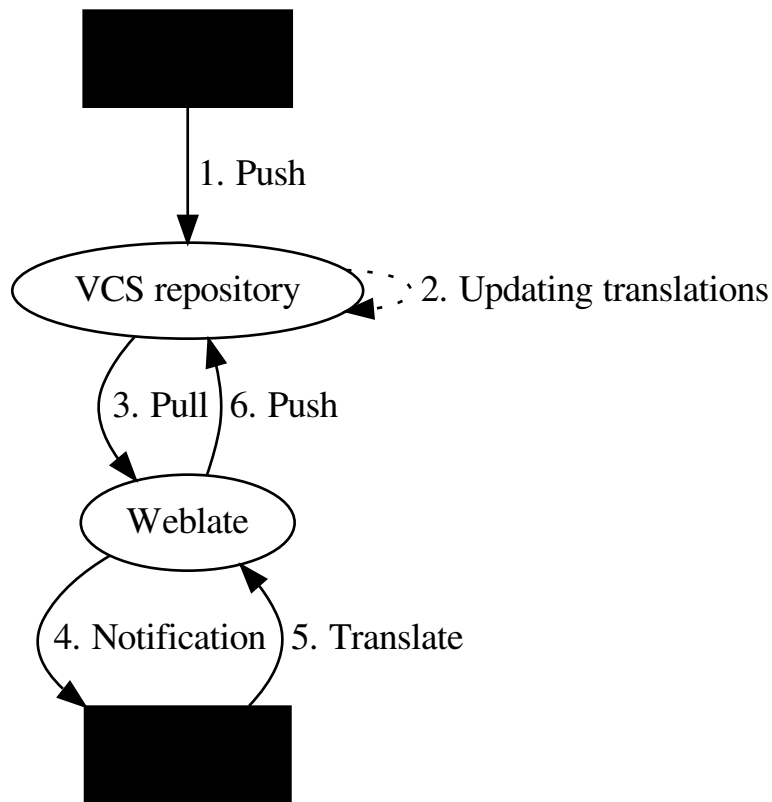 1. Push
VCS repository
2. Updating translations
3. Pull
6. Push
Weblate
4. Notification
5. Translate